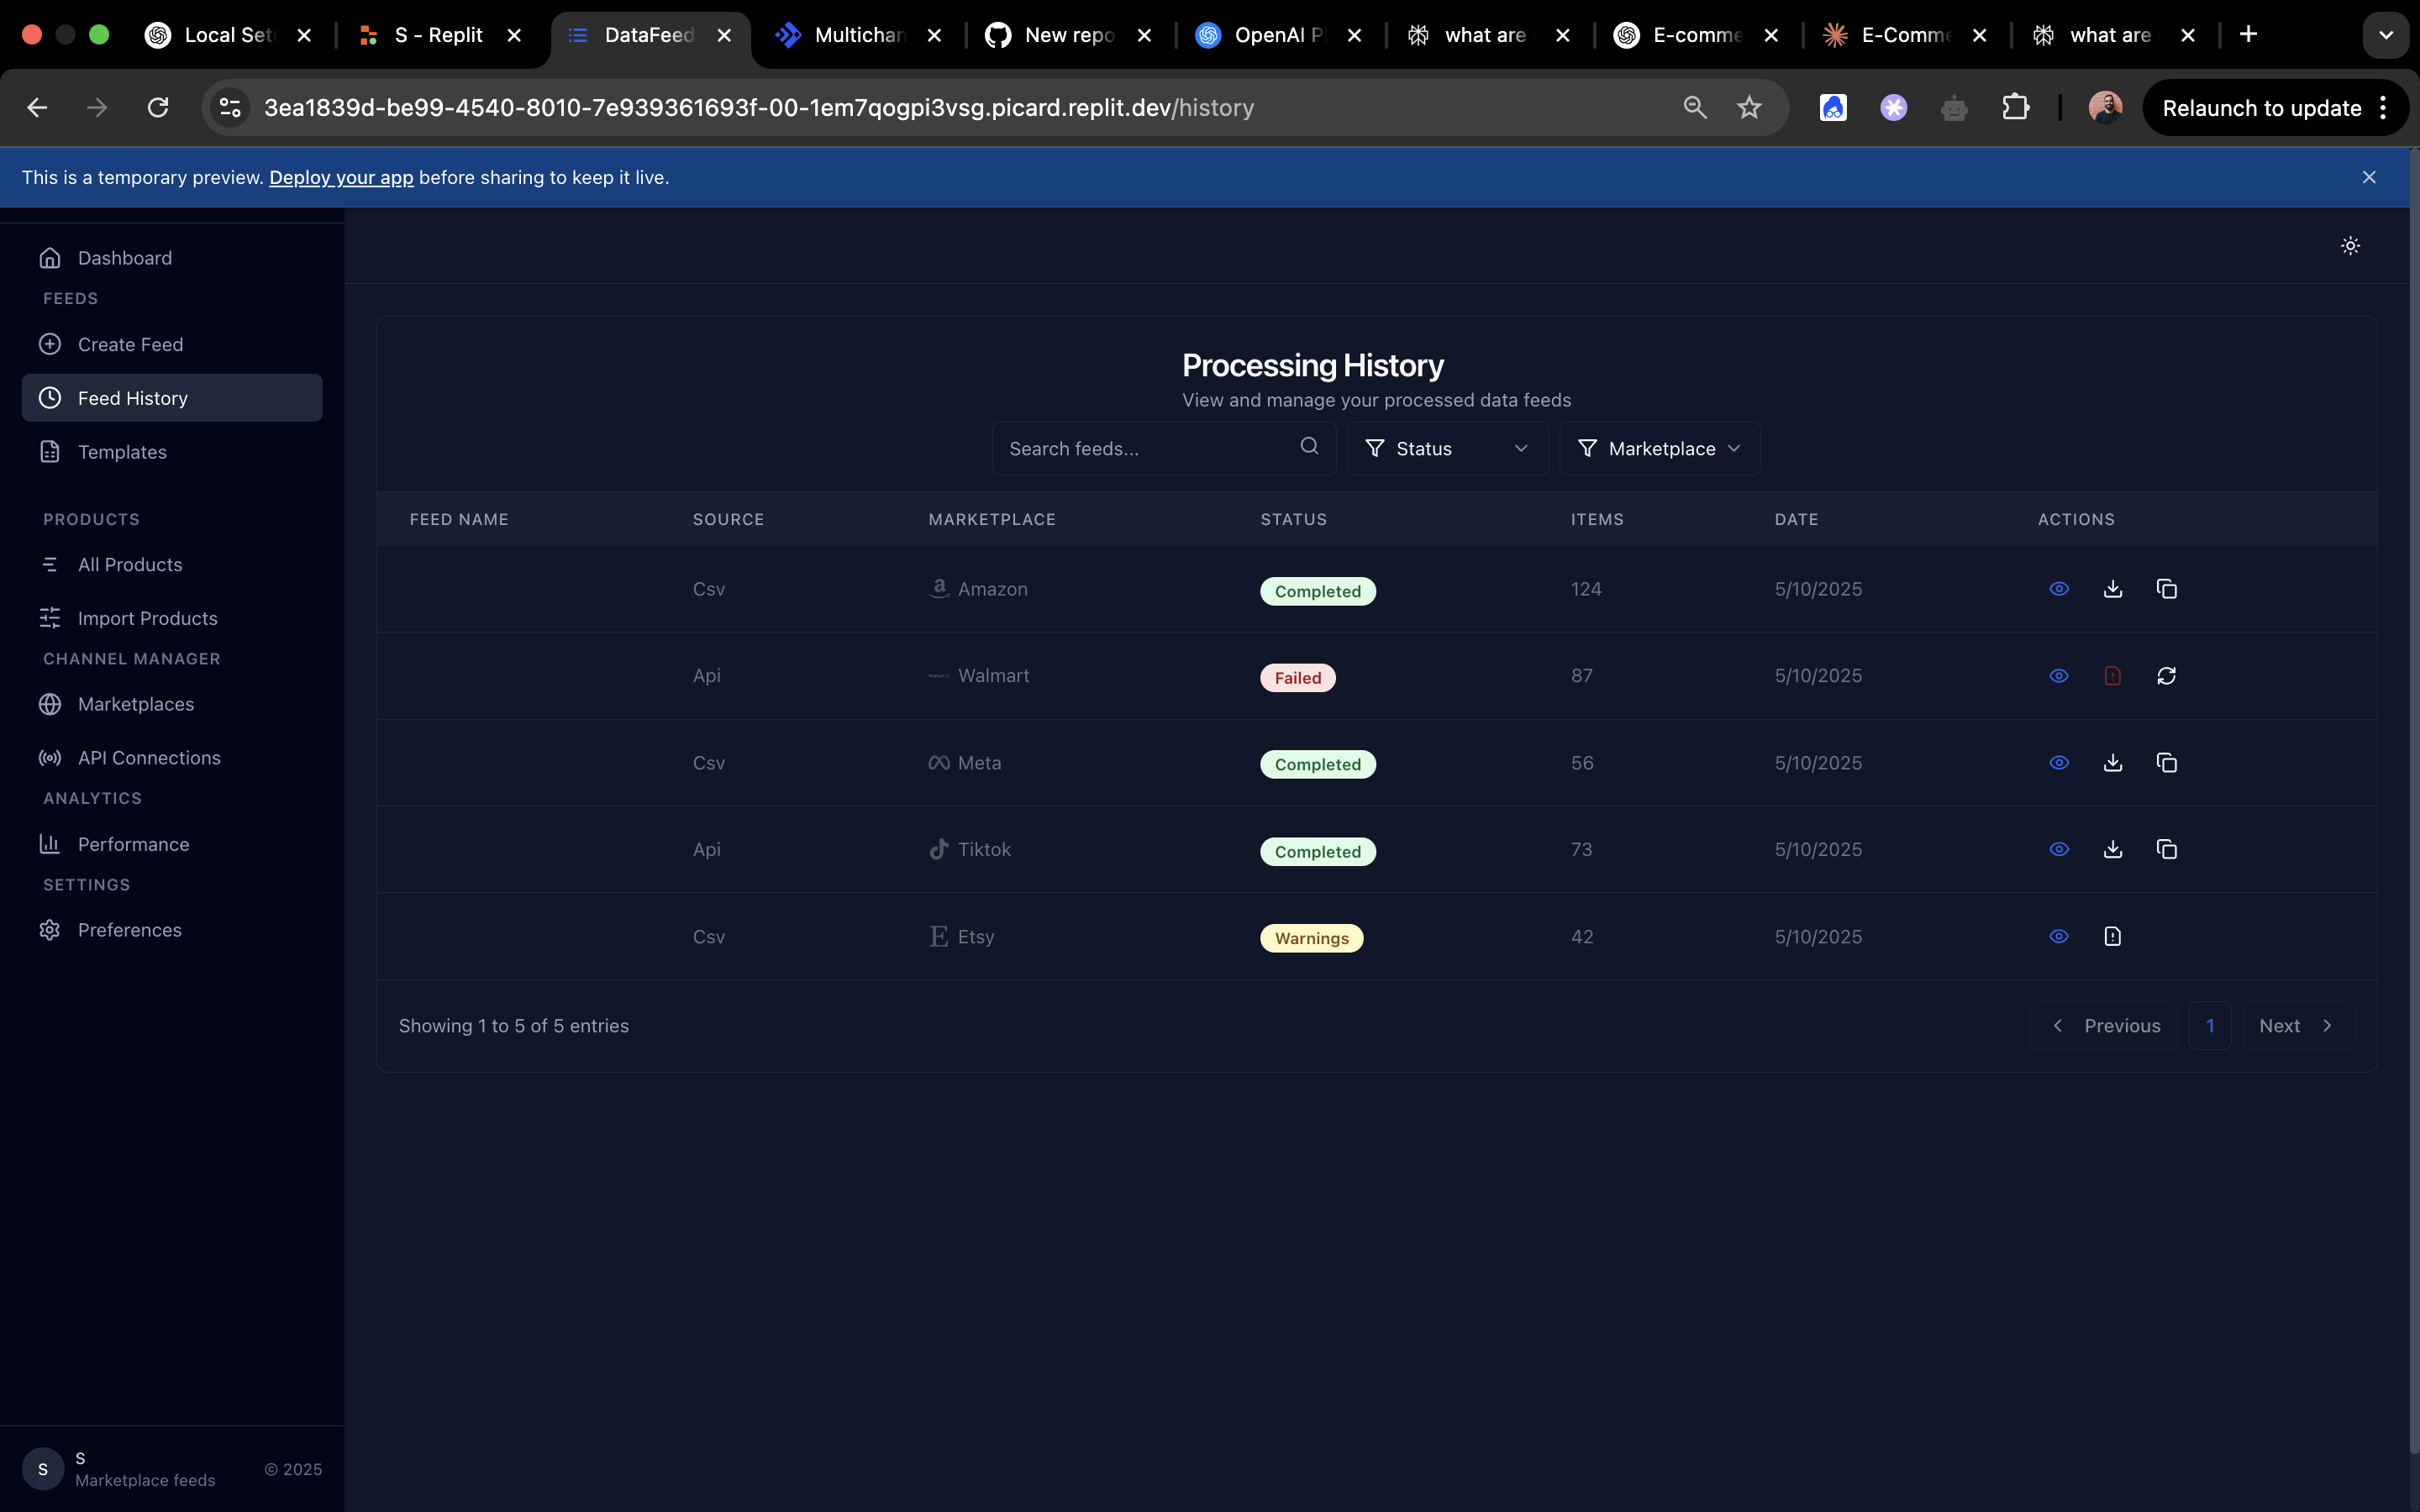 Local Set
S - Replit
DataFeed
Multichan
New repo
OpenAI P
what are
E-comme
E-Comme
what are
3ea1839d-be99-4540-8010-7e939361693f-00-1em7qogpi3vsg.picard.replit.dev/history
Relaunch to update
This is a temporary preview. Deploy your app before sharing to keep it live.
Dashboard
FEEDS
Create Feed
Feed History
Templates
PRODUCTS
All Products
Import Products
CHANNEL MANAGER
Marketplaces
API Connections
ANALYTICS
Performance
SETTINGS
Preferences
S
S
Marketplace feeds
© 2025
Processing History
View and manage your processed data feeds
Search feeds...
Status
Marketplace
FEED NAME SOURCE MARKETPLACE STATUS ITEMS DATE ACTIONS
Csv Amazon Completed 124 5/10/2025
Api Walmart Failed 87 5/10/2025
Csv Meta Completed 56 5/10/2025
Api Tiktok Completed 73 5/10/2025
Csv Etsy Warnings 42 5/10/2025
Showing 1 to 5 of 5 entries
Previous 1 Next